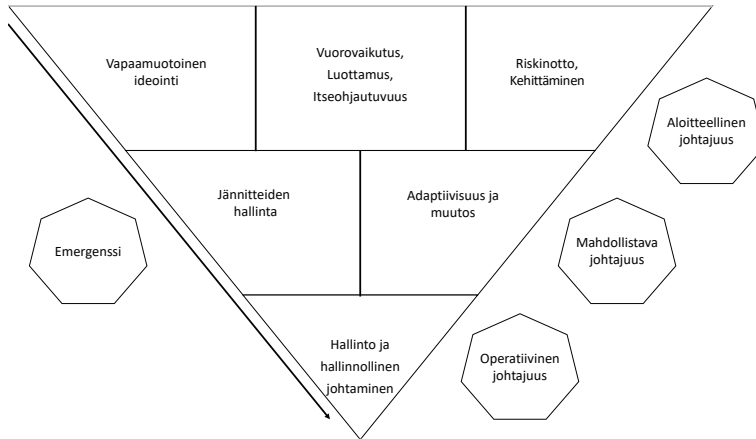 Vapaamuotoinen
ideointi
Vuorovaikutus,
Luottamus,
Itseohjautuvuus
Riskinotto,
Kehittäminen
Aloitteellinen
johtajuus
Jännitteiden
hallinta
Adaptiivisuus ja
muutos
Emergenssi
Mahdollistava
johtajuus
Hallinto ja
hallinnollinen
johtaminen
Operatiivinen
johtajuus